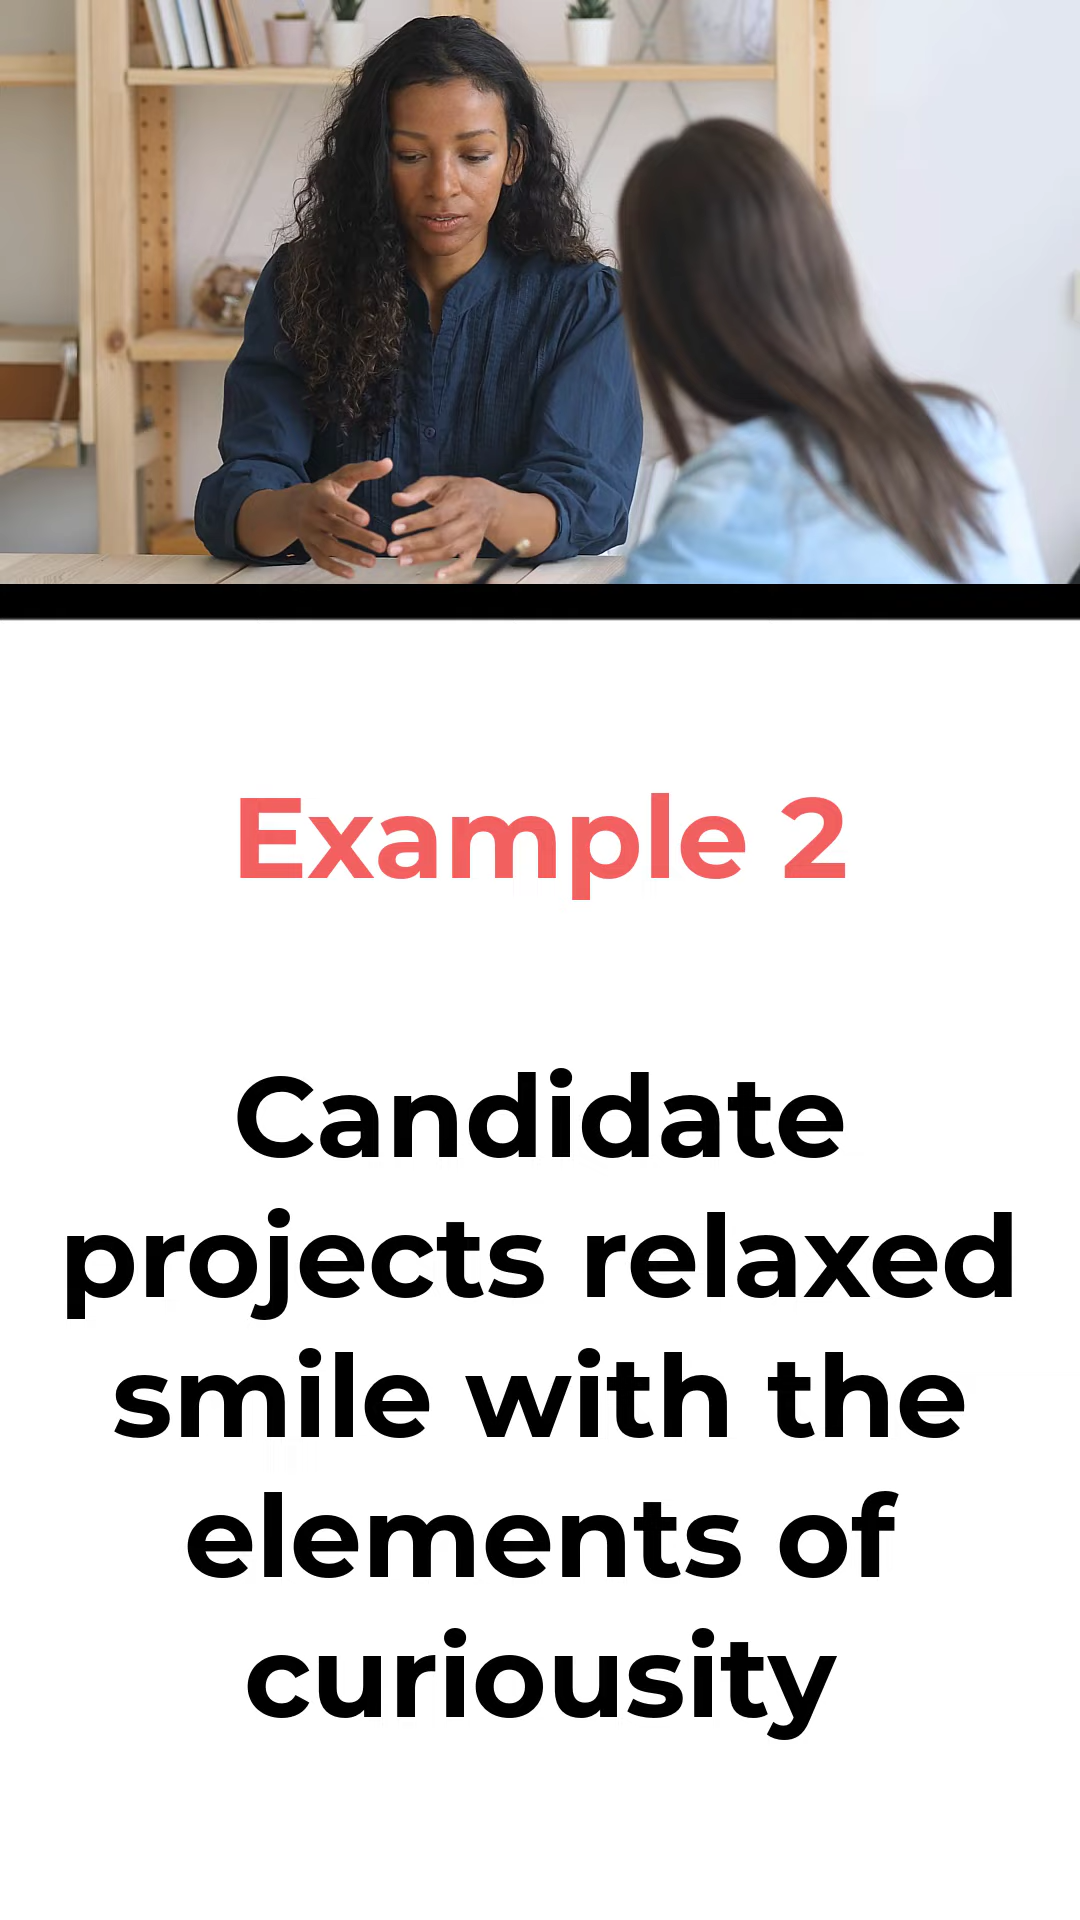 Example 2
Candidate
projects relaxed
smile with the
elements of
curiousity